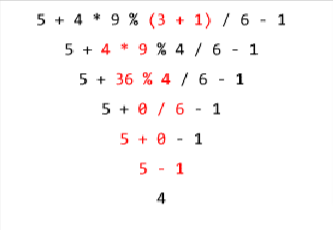 5 + 4 * 9 % (3 + 1) / 6 - 1
5 + 4 * 9 % 4 / 6 - 1
5 + 36 % 4 / 6 - 1
5 + 0 / 6 - 1
5 + 0 - 1
5 - 1
4